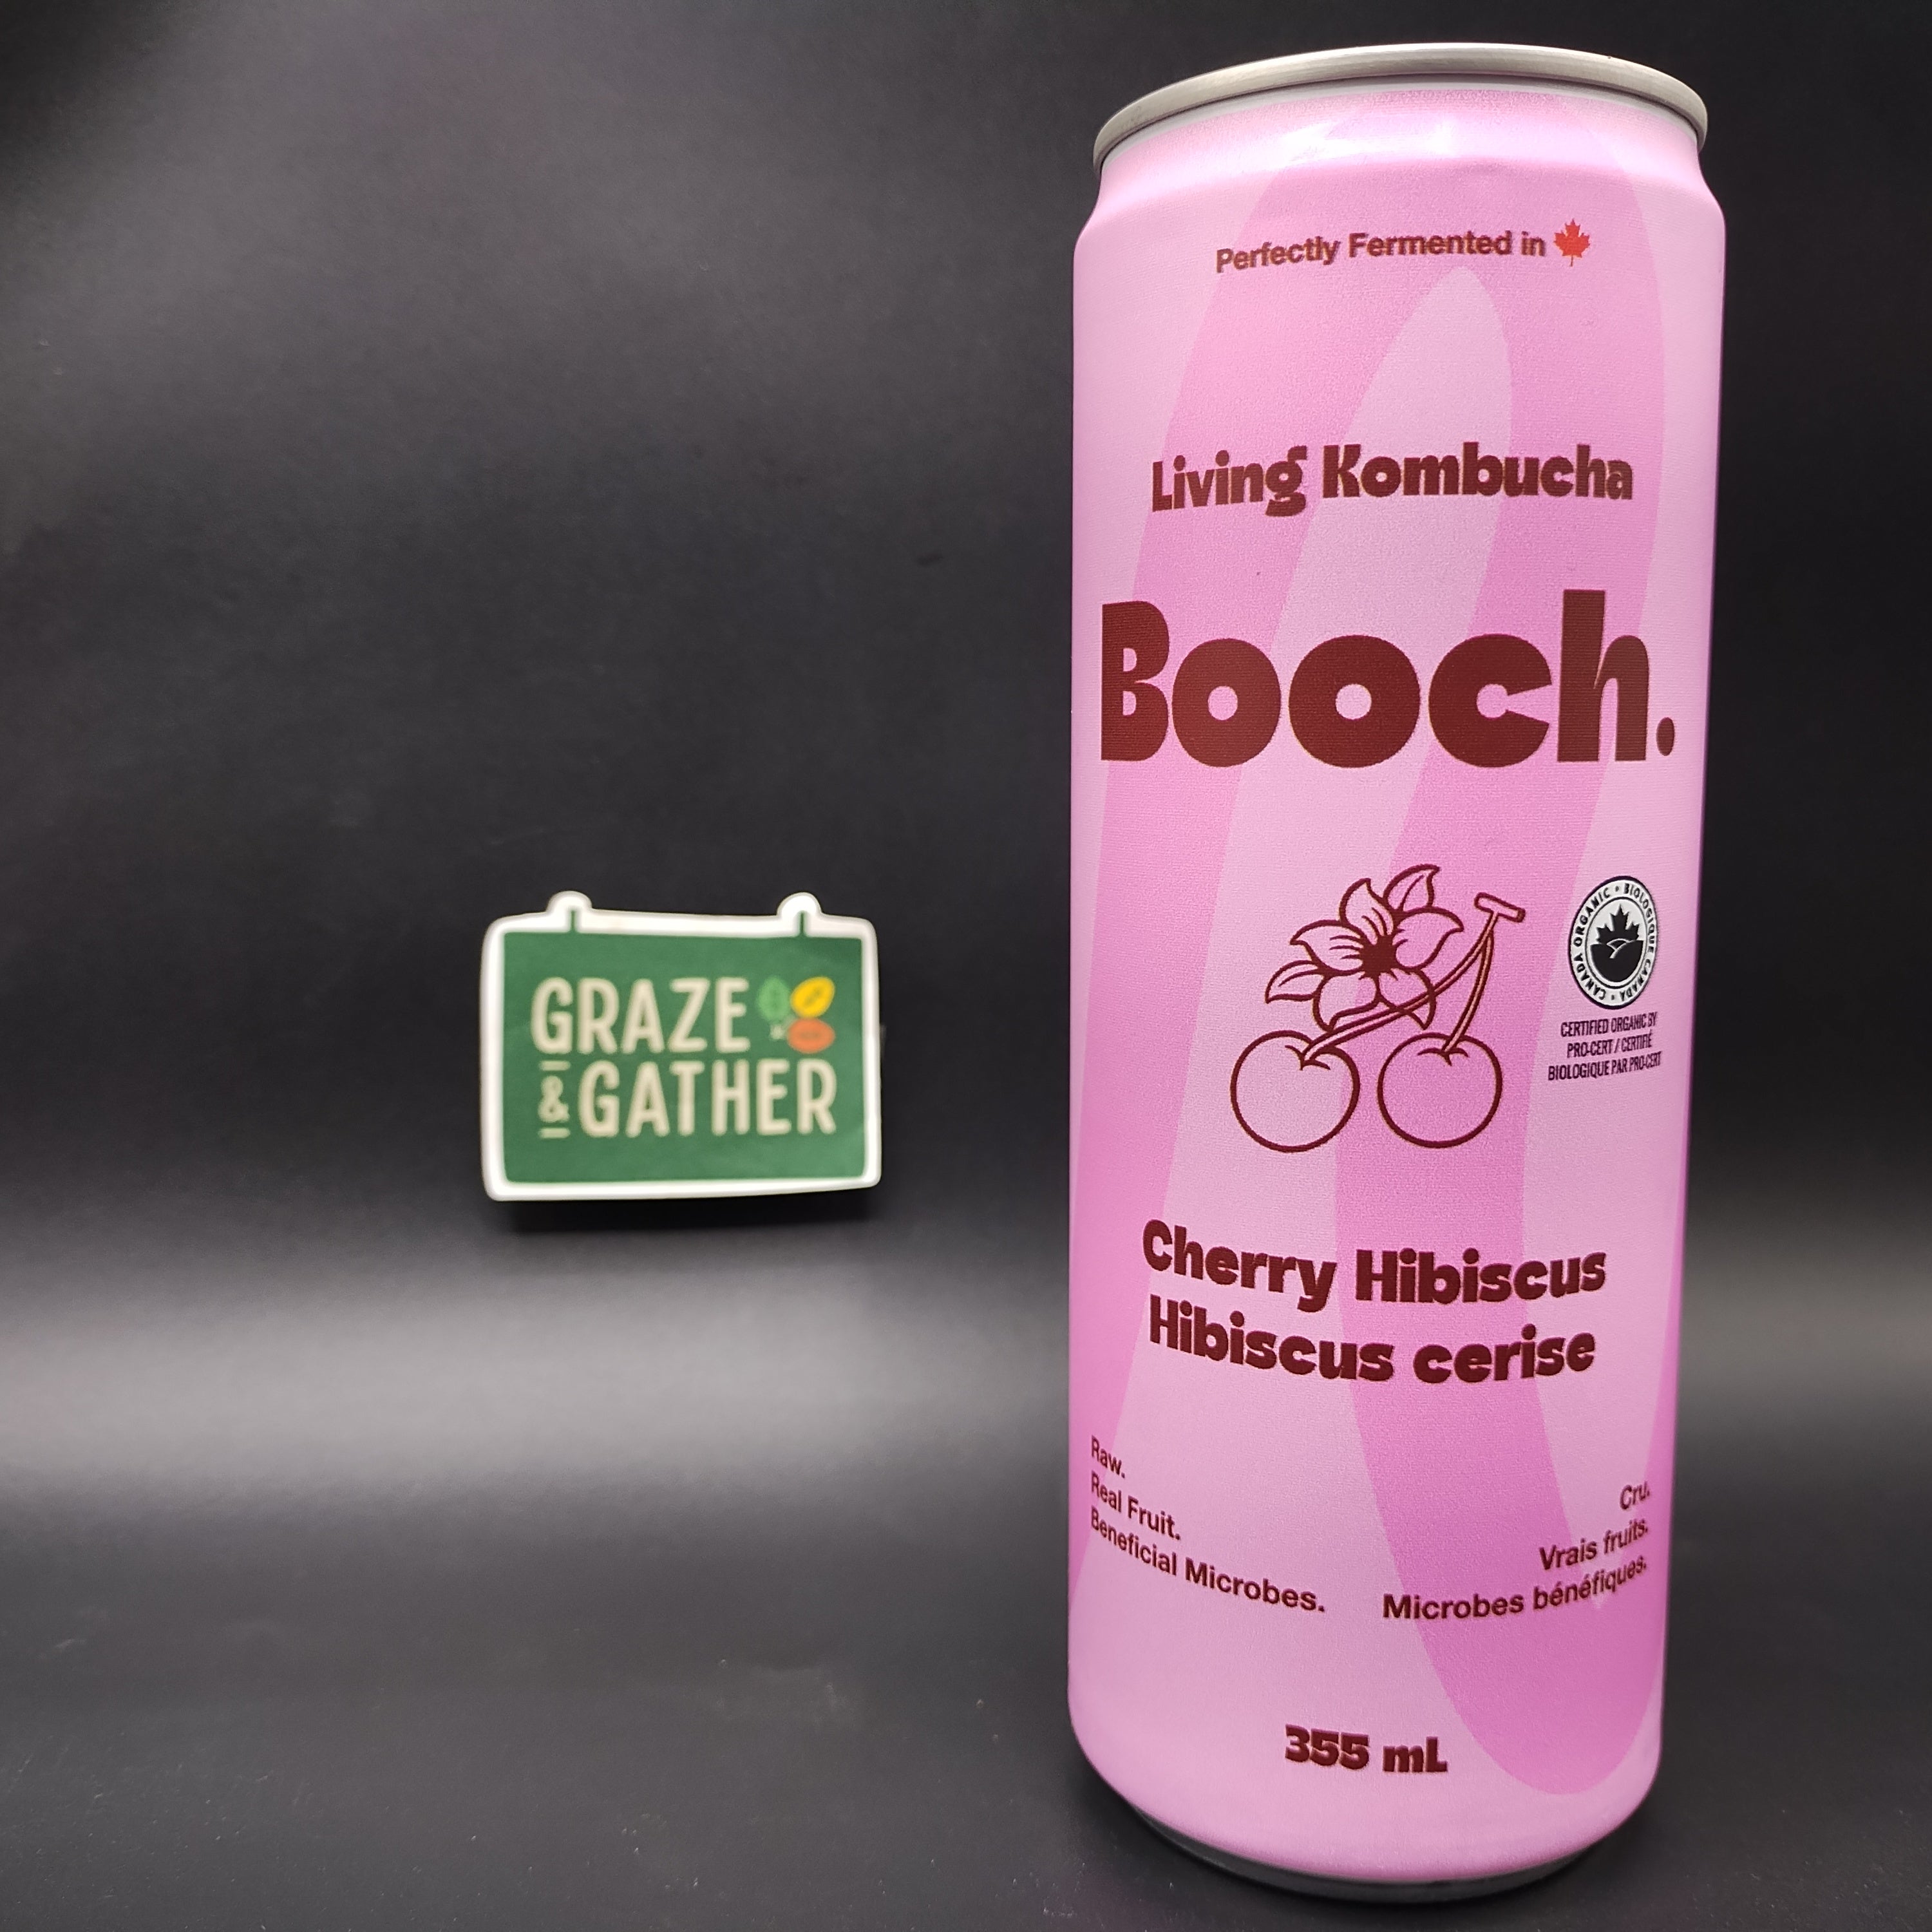 Perfectly Fermented in
Living Kombucha
Booch.
CANADA ORGANIC • BIOLOGIQUE CANADA •
CERTIFIED ORGANIC BY
PRO-CERT / CERTIFIÉ
BIOLOGIQUE PAR PRO-CERT
Cherry Hibiscus
Hibiscus cerise
Raw.
Real Fruit.
Beneficial Microbes.
Cru.
Vrais fruits.
Microbes bénéfiques.
355 mL
GRAZE
& GATHER